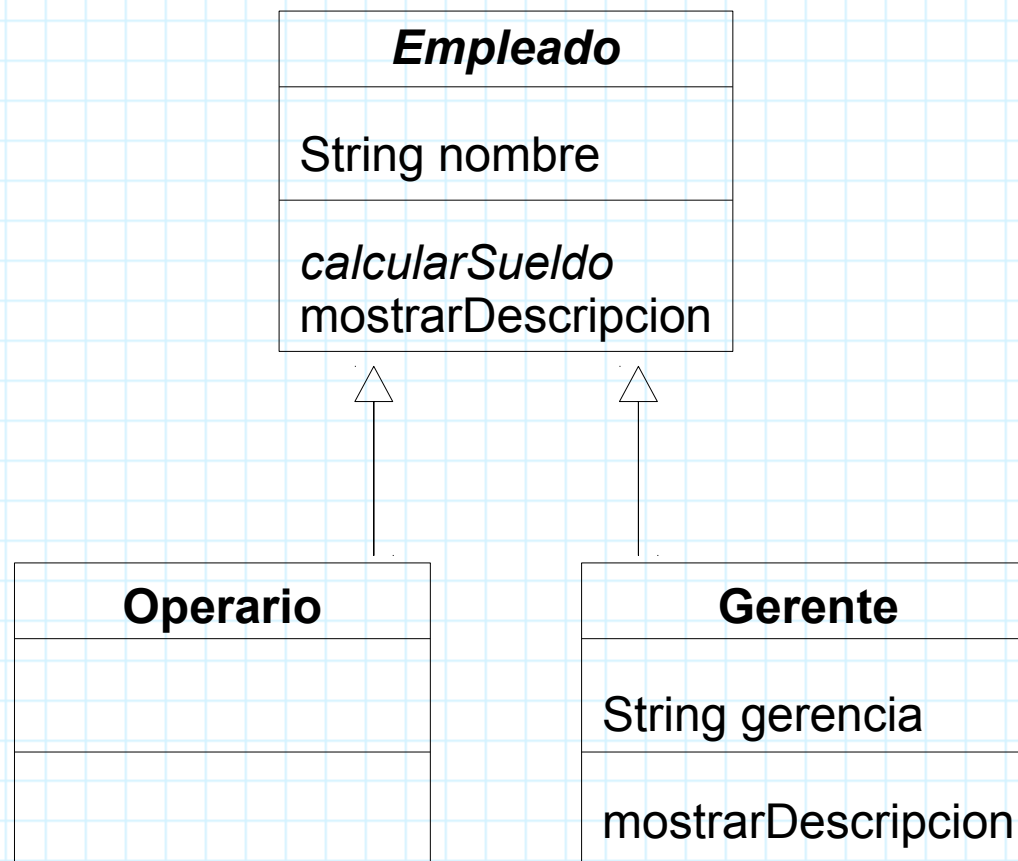 Empleado
String nombre
calcularSueldo
mostrarDescripcion
Operario
Gerente
String gerencia
mostrarDescripcion